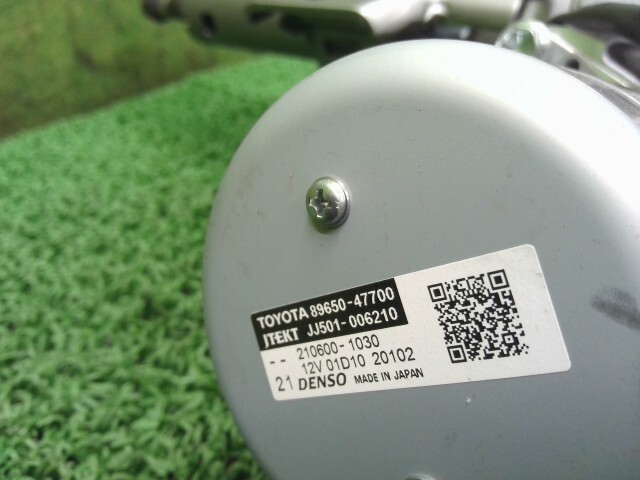 TOYOTA 89650-47700
JTEKT JJ501-006210
-- 210600-1030
12V 01D10 20102
21 DENSO MADE IN JAPAN